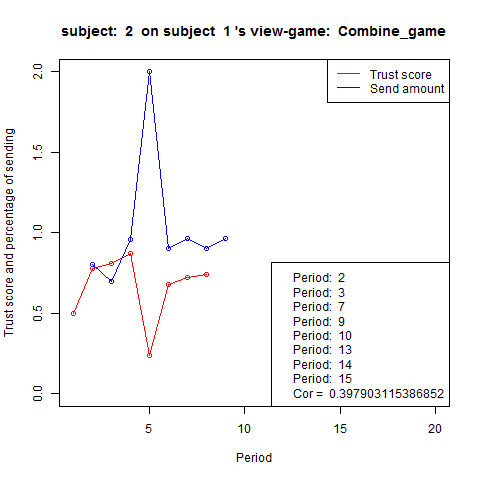 subject: 2 on subject 1 's view-game: Combine_game
Trust score and percentage of sending
2.0
1.5
1.0
0.5
0.0
Trust score
Send amount
Period: 2
Period: 3
Period: 7
Period: 9
Period: 10
Period: 13
Period: 14
Period: 15
Cor = 0.397903115386852
5
10
15
20
Period